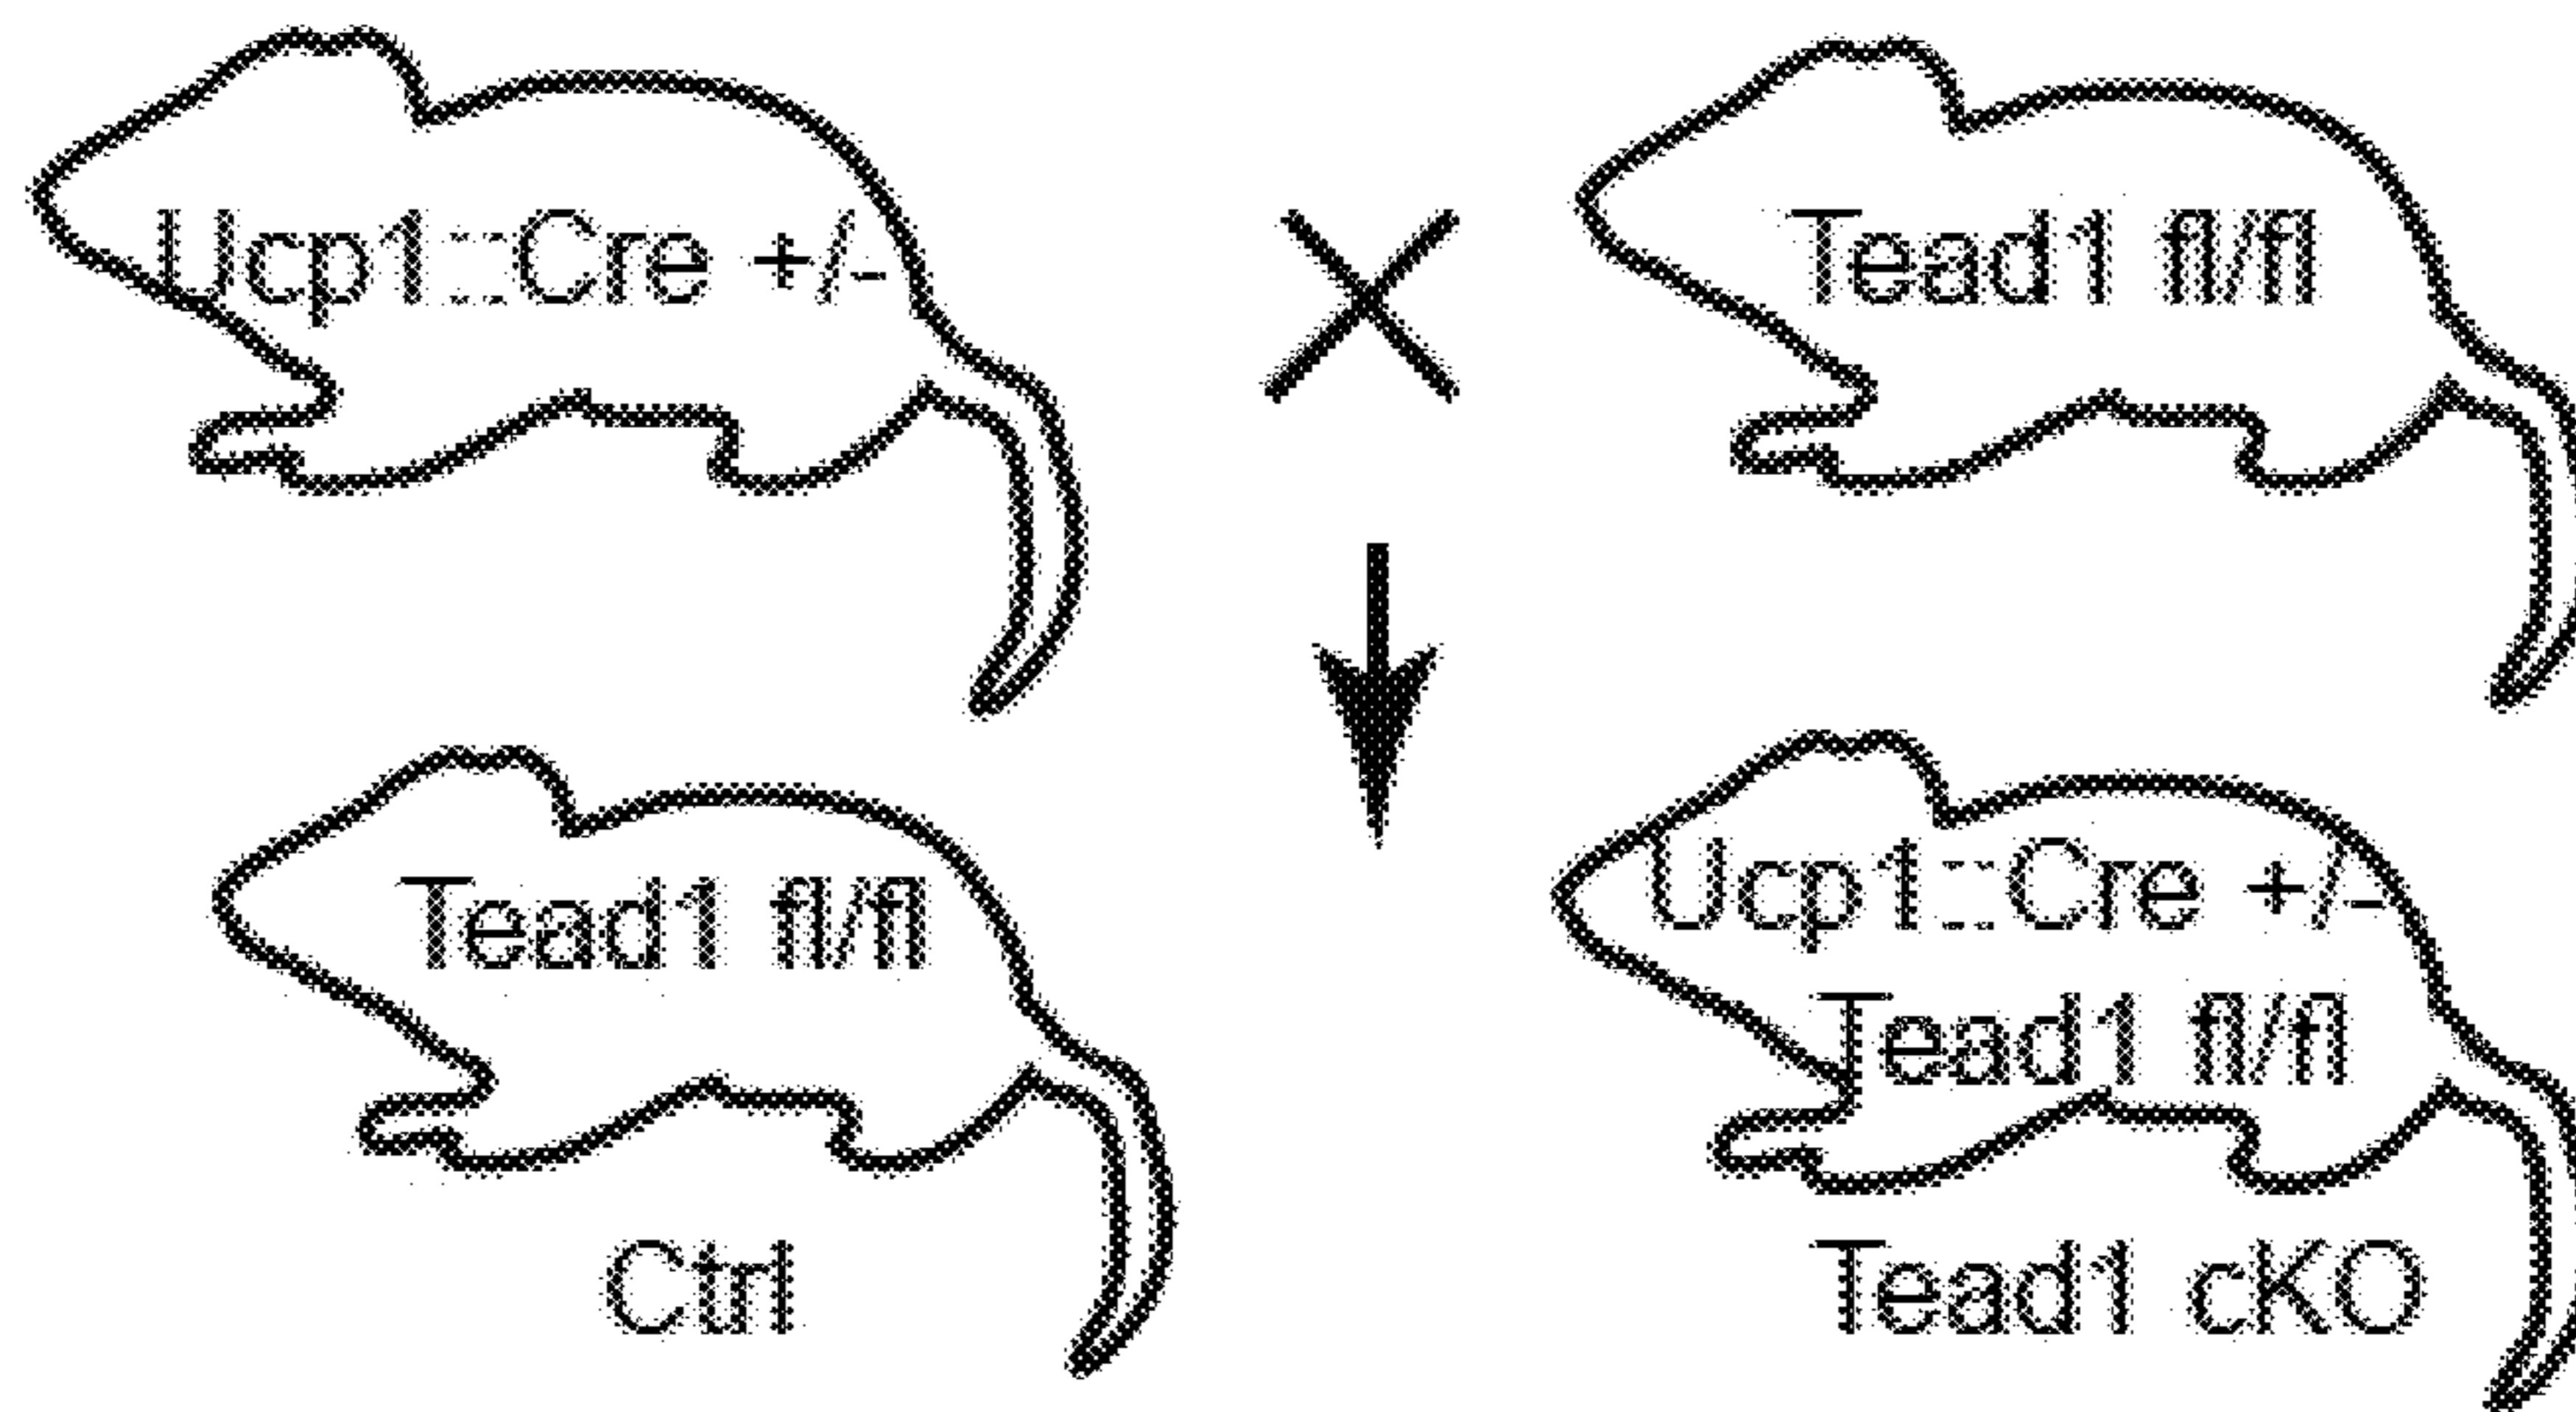 Ucp1::Cre +/-
Tead1 fl/fl
Tead1 fl/fl
Ucp1::Cre +/-
Tead1 fl/fl
Ctrl
Tead1 cKO